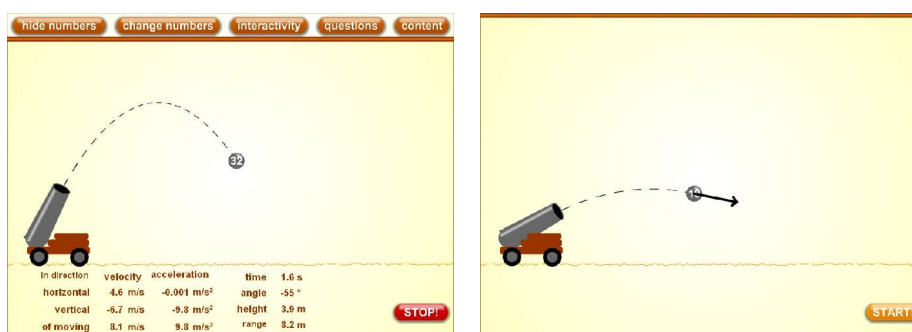 hide numbers change numbers interactivity questions content
32
In direction velocity acceleration time 1.6 s
horizontal 4.6 m/s -0.001 m/s² angle -55 °
vertical -6.7 m/s -9.8 m/s² height 3.9 m
of moving 8.1 m/s 9.8 m/s² range 8.2 m
STOP!
START